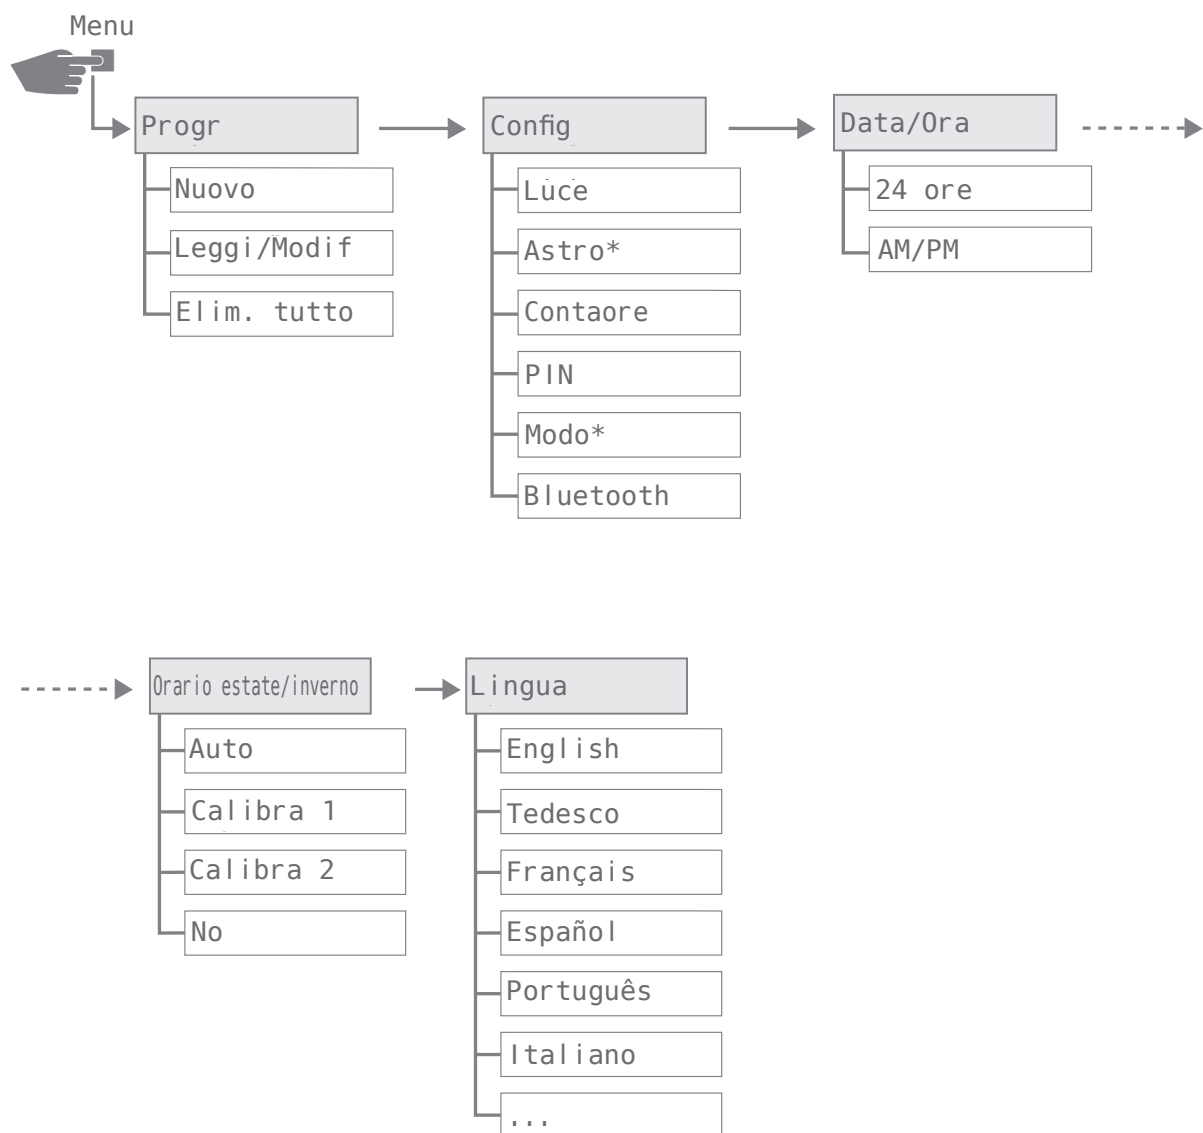 Menu
Progr
Nuovo
Leggi/Modif
Elim. tutto
Config
Luce
Astro*
Contaore
PIN
Modo*
Bluetooth
Data/Ora
24 ore
AM/PM
Orario estate/inverno
Auto
Calibra 1
Calibra 2
No
Lingua
English
Tedesco
Français
Español
Português
Italiano
...